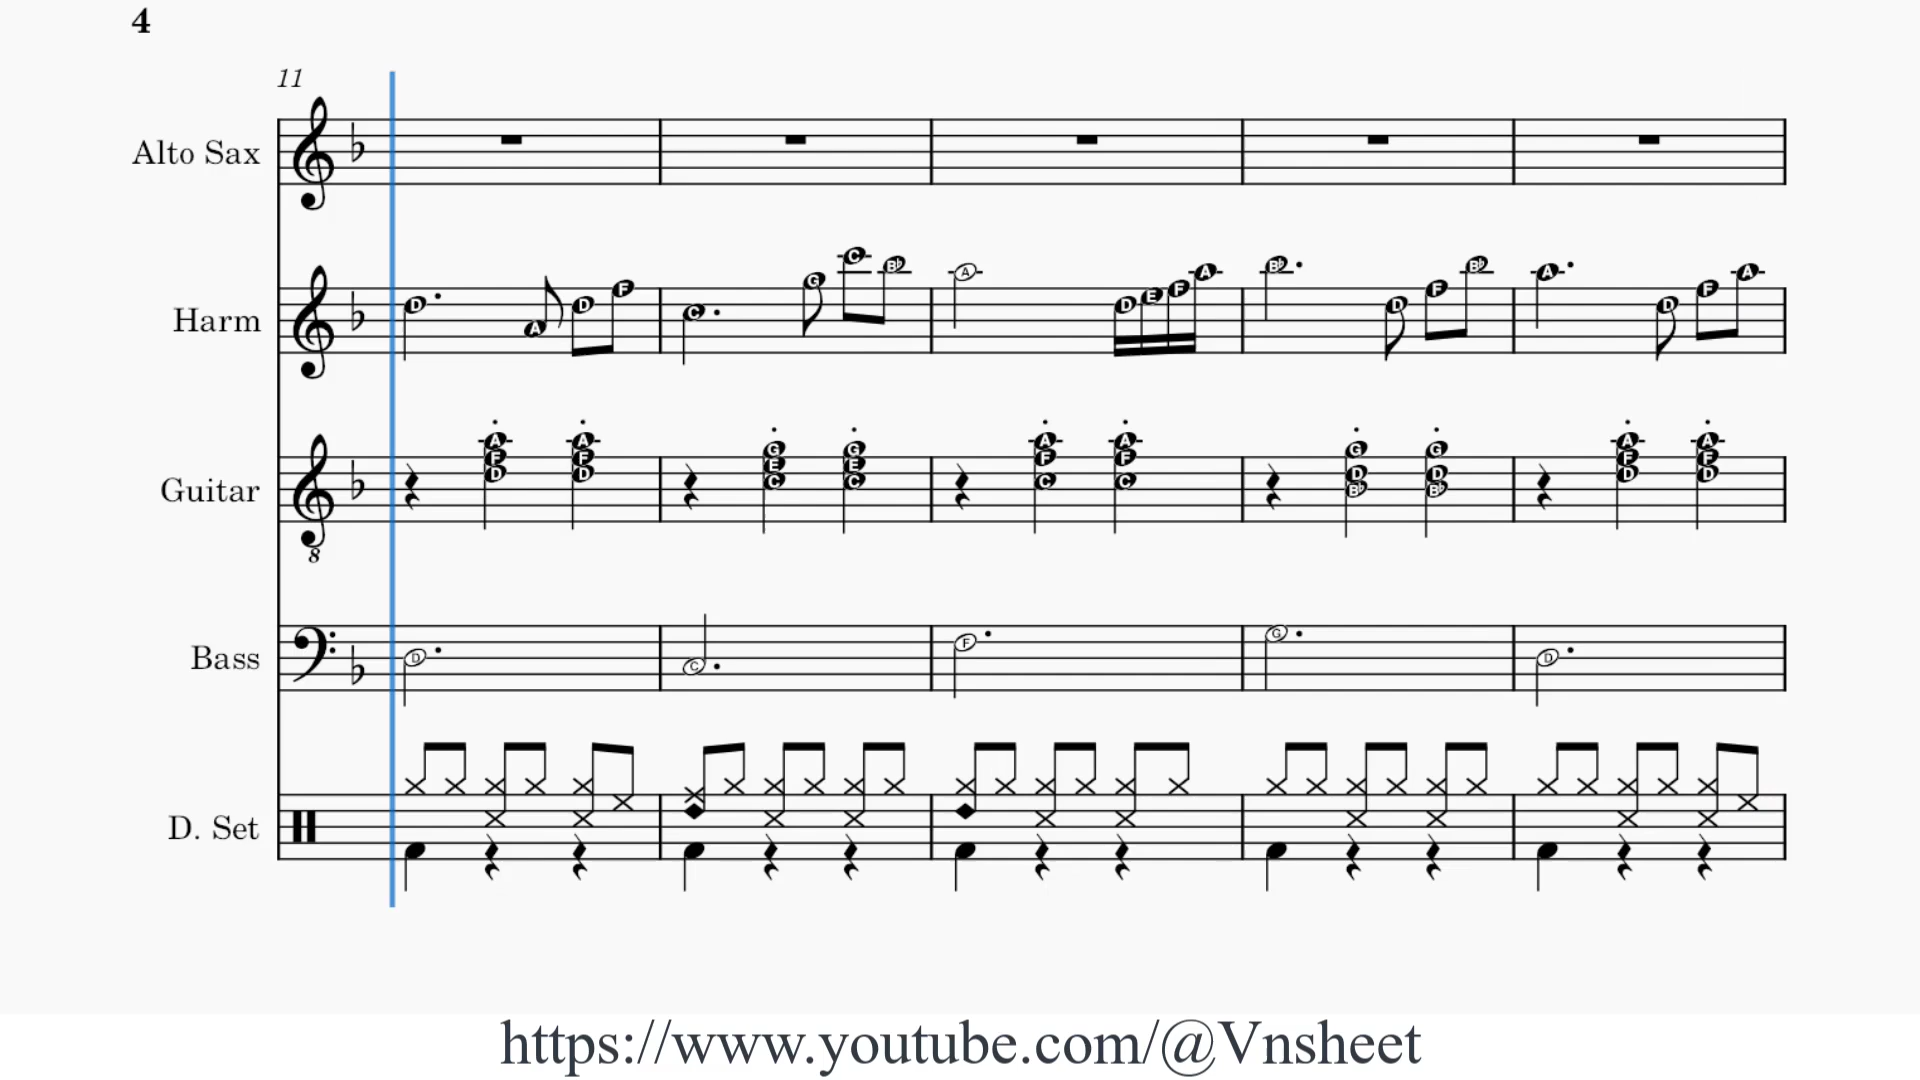 4
11
Alto Sax
Harm
D A D F C G C B♭ A D E F A B♭ D F B♭ A D F A
Guitar
A F D A F D G E C G E C A F C A F C G D B♭ G D B♭ A F D A F D
8
Bass
D C F G D
D. Set
https://www.youtube.com/@Vnsheet